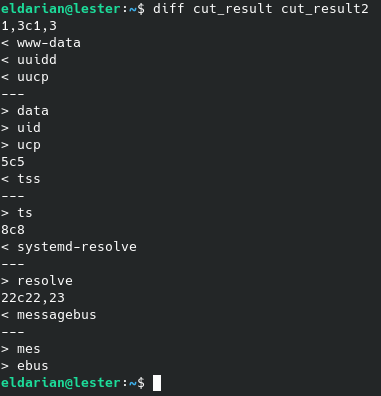 eldarian@lester:~$ diff cut_result cut_result2
1,3c1,3
< www-data
< uuidd
< uucp
---
> data
> uid
> ucp
5c5
< tss
---
> ts
8c8
< systemd-resolve
---
> resolve
22c22,23
< messagebus
---
> mes
> ebus
eldarian@lester:~$